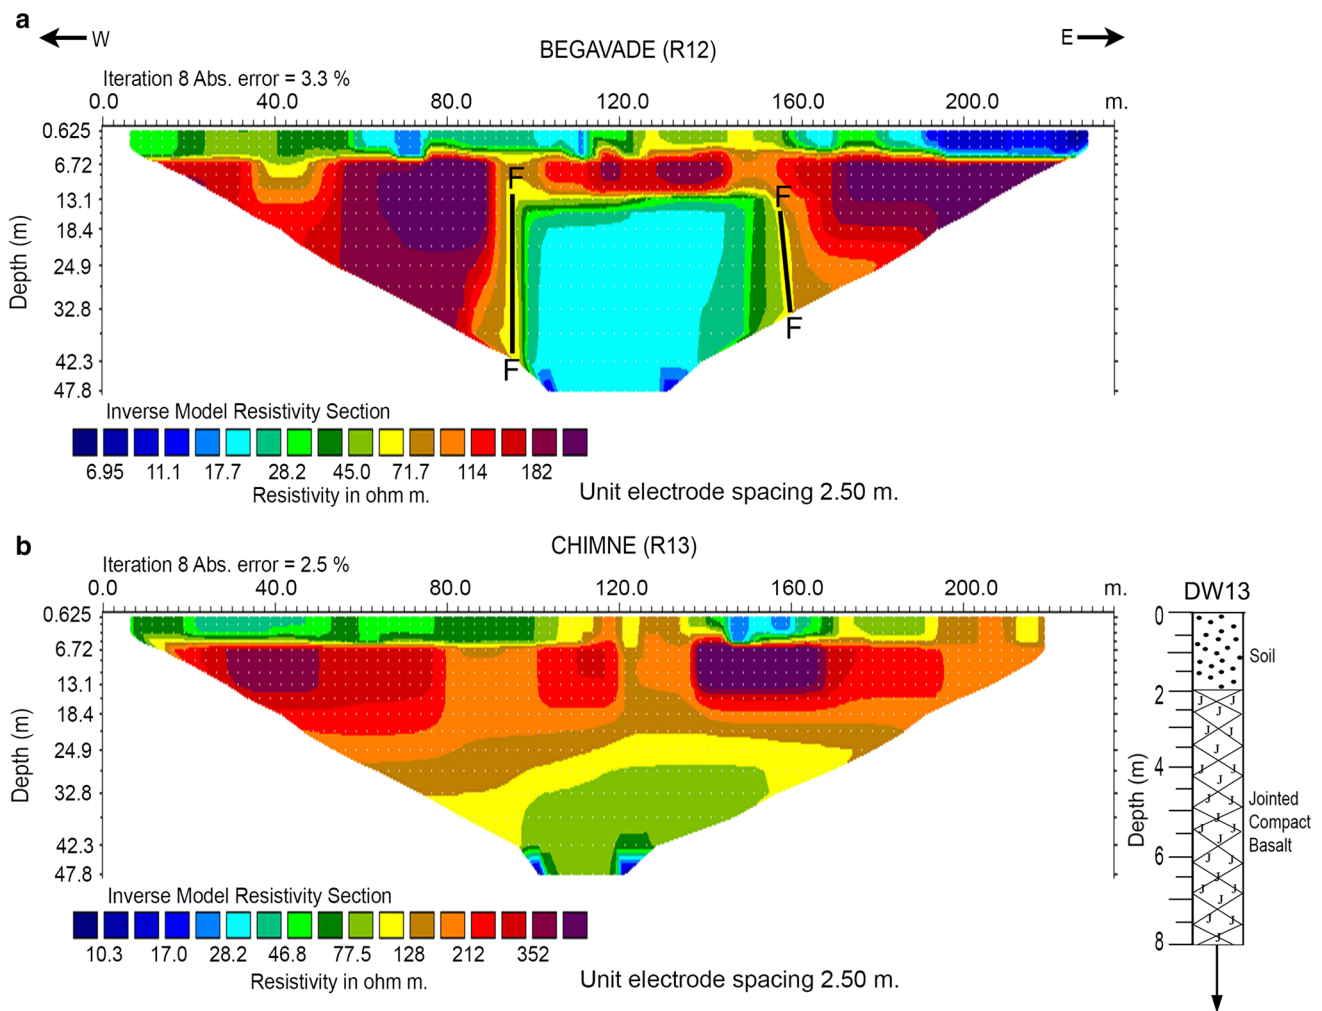 a
W
E
BEGAVADE (R12)
Iteration 8 Abs. error = 3.3 %
0.0 40.0 80.0 120.0 160.0 200.0 m.
0.625
6.72
13.1
18.4
24.9
32.8
42.3
47.8
Depth (m)
F
F
F
F
Inverse Model Resistivity Section
6.95 11.1 17.7 28.2 45.0 71.7 114 182
Resistivity in ohm m.
Unit electrode spacing 2.50 m.
b
CHIMNE (R13)
Iteration 8 Abs. error = 2.5 %
0.0 40.0 80.0 120.0 160.0 200.0 m.
0.625
6.72
13.1
18.4
24.9
32.8
42.3
47.8
Depth (m)
Inverse Model Resistivity Section
10.3 17.0 28.2 46.8 77.5 128 212 352
Resistivity in ohm m.
Unit electrode spacing 2.50 m.
DW13
0
2
4
6
8
Depth (m)
Soil
Jointed
Compact
Basalt
J J
J
J J
J
J J
J
J J
J
J J
J
J J
J
J J
J
J J
J